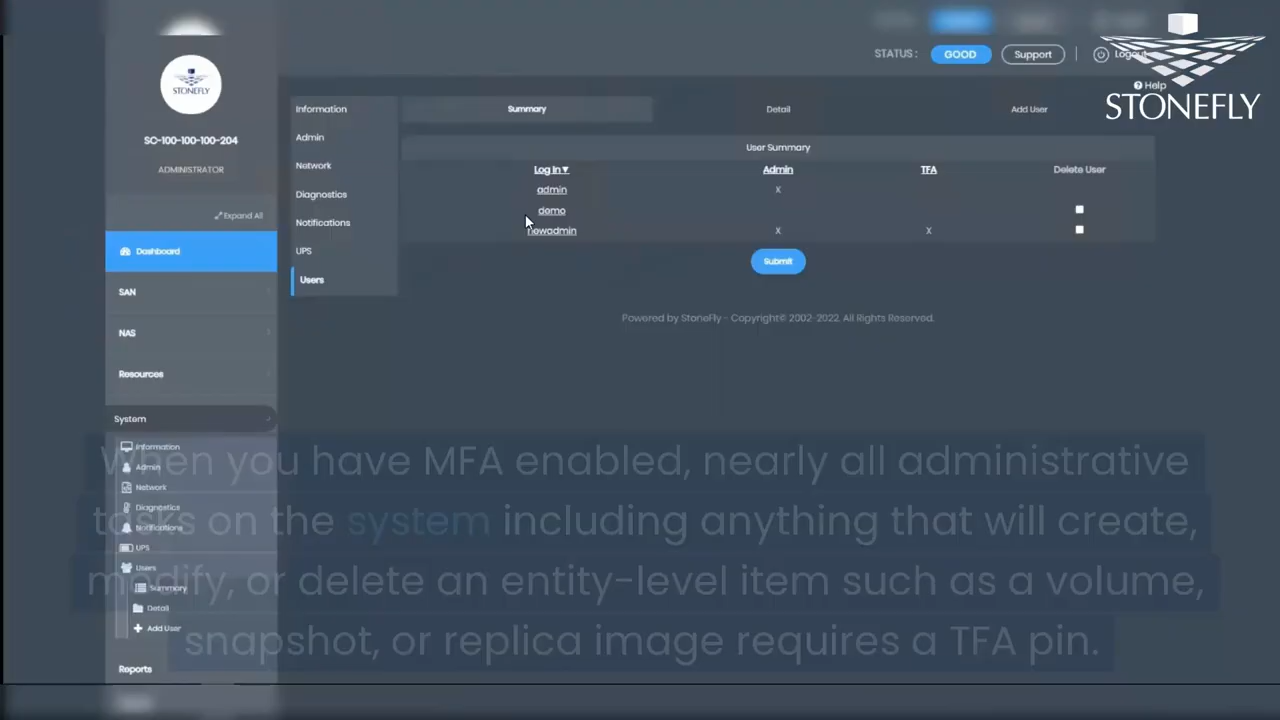 STATUS :
GOOD
Support
Logout
Help
STONEFLY
STONEFLY
SC-100-100-100-204
ADMINISTRATOR
Expand All
Dashboard
SAN
NAS
Resources
System
Information
Admin
Network
Diagnostics
Notifications
UPS
Users
Summary
Detail
Add User
Reports
Information
Admin
Network
Diagnostics
Notifications
UPS
Users
Summary Detail Add User
User Summary
Log In▼ Admin TFA Delete User
admin X
demo
newadmin X X
Submit
Powered by StoneFly - Copyright© 2002-2022. All Rights Reserved.
When you have MFA enabled, nearly all administrative
tasks on the system including anything that will create,
modify, or delete an entity-level item such as a volume,
snapshot, or replica image requires a TFA pin.